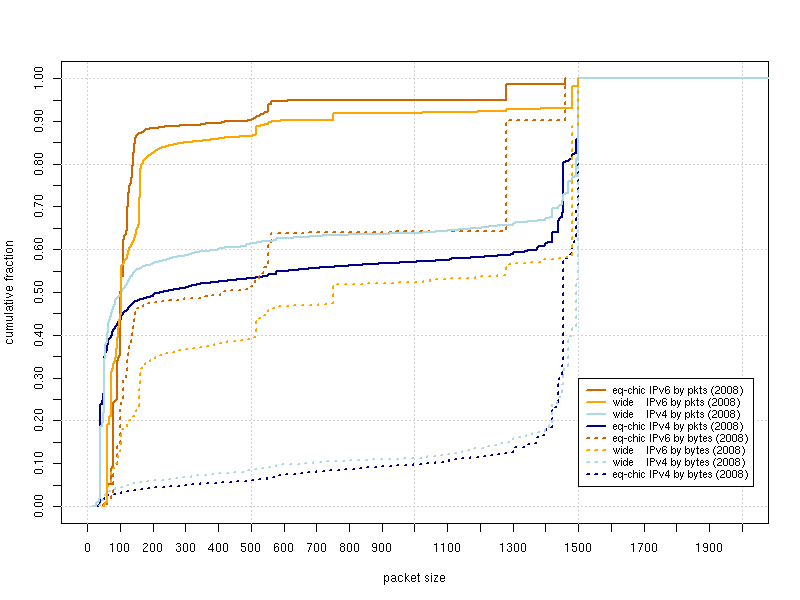 1.00
0.90
0.80
0.70
0.60
0.50
0.40
0.30
0.20
0.10
0.00
cumulative fraction
eq-chic IPv6 by pkts (2008)
wide IPv6 by pkts (2008)
wide IPv4 by pkts (2008)
eq-chic IPv4 by pkts (2008)
eq-chic IPv6 by bytes (2008)
wide IPv6 by bytes (2008)
wide IPv4 by bytes (2008)
eq-chic IPv4 by bytes (2008)
0 100 200 300 400 500 600 700 800 900 1100 1300 1500 1700 1900
packet size